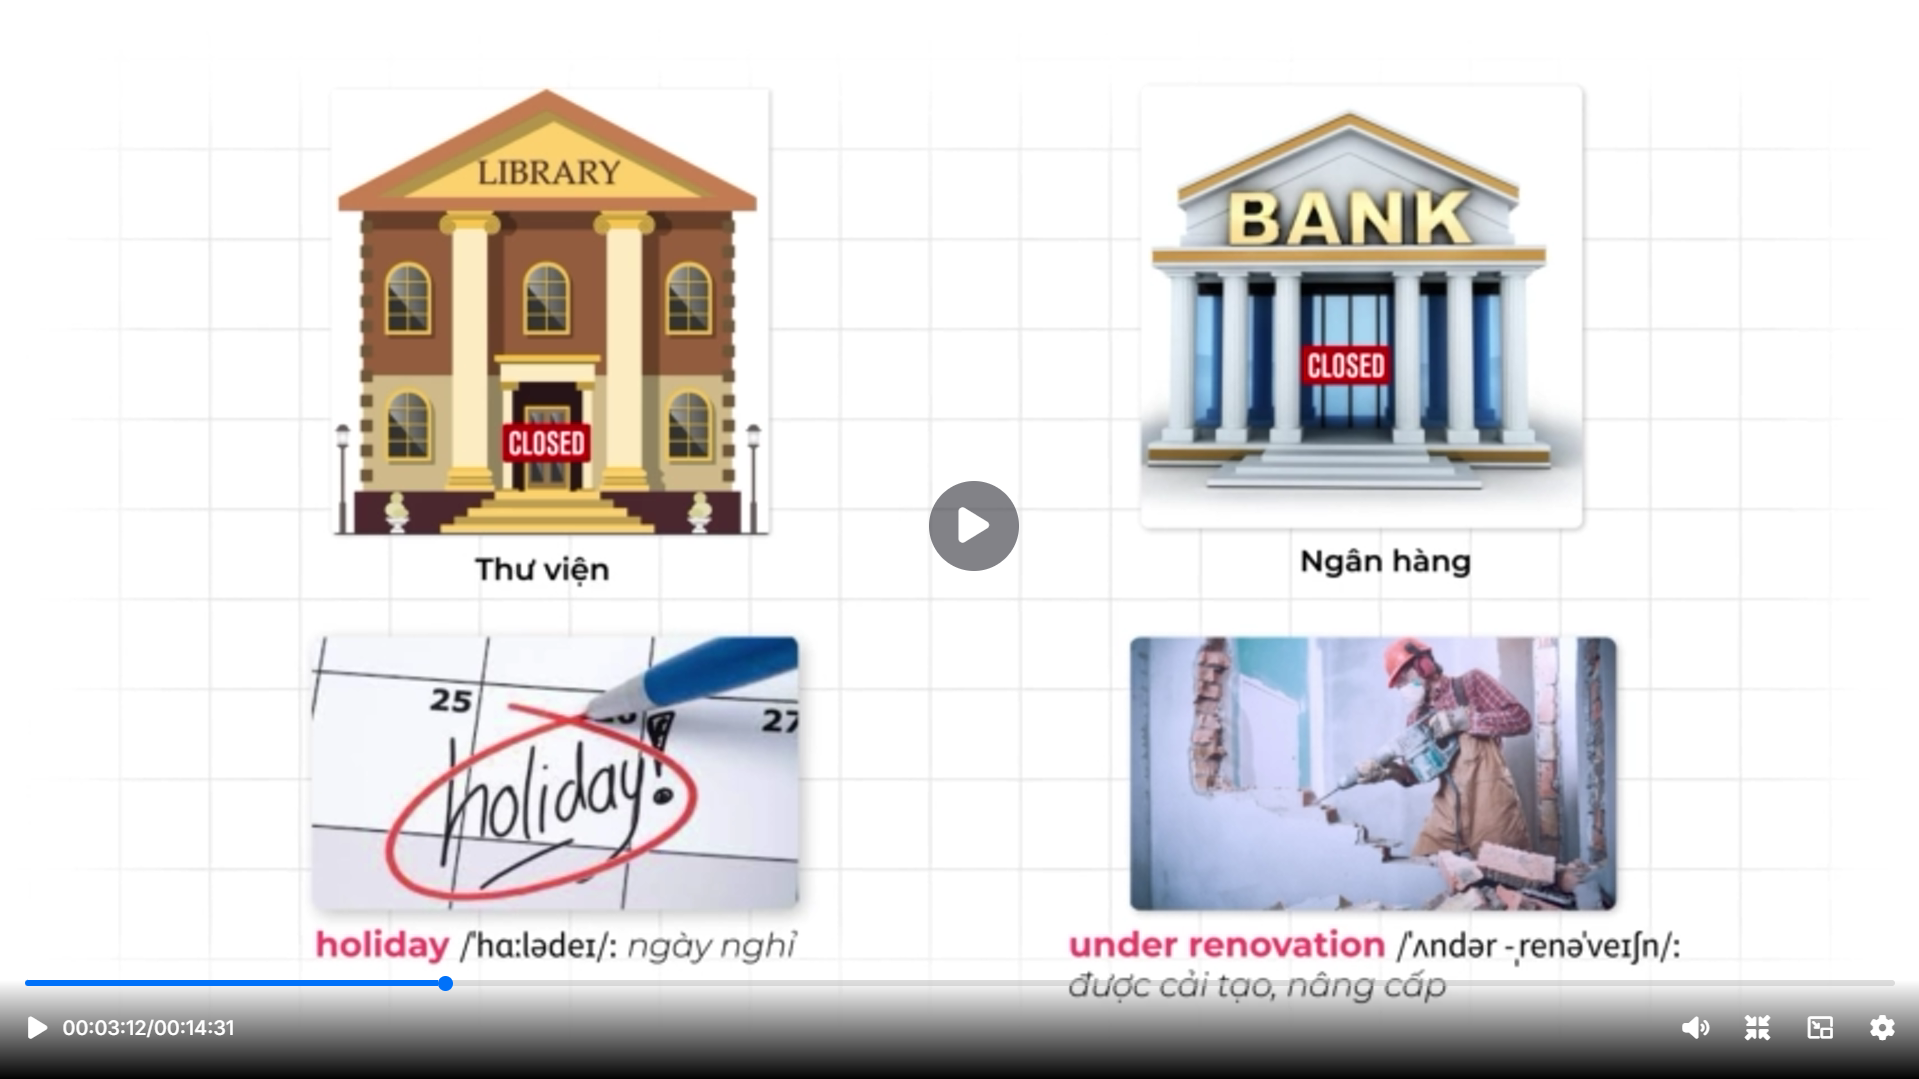 LIBRARY
CLOSED
Thư viện
BANK
CLOSED
Ngân hàng
25
27
holiday!
holiday /ˈhɑːlədeɪ/: ngày nghỉ
under renovation /ˈʌndər -ˌrenəˈveɪʃn/:
được cải tạo, nâng cấp
00:03:12/00:14:31